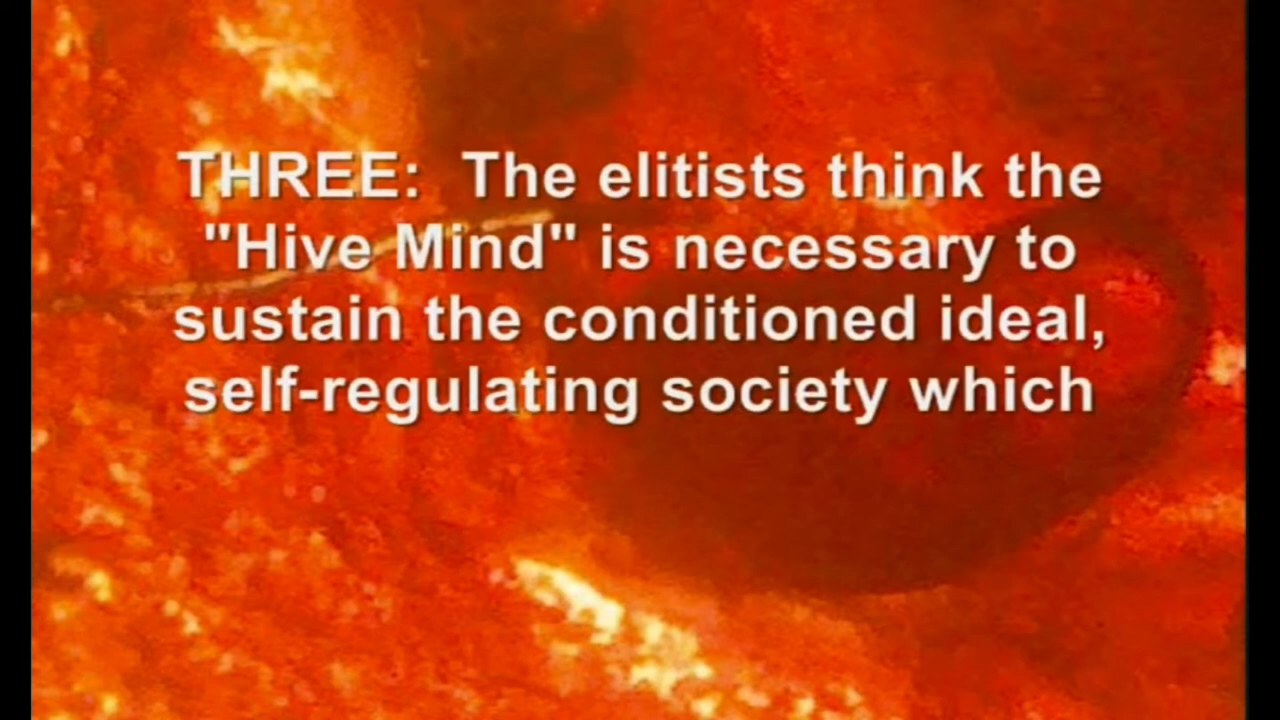 THREE:  The elitists think the
"Hive Mind" is necessary to
sustain the conditioned ideal,
self-regulating society which